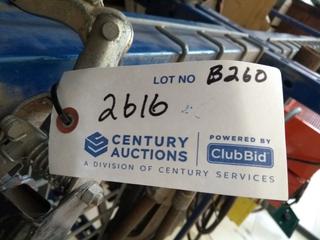 LOT NO B260
2616
CENTURY AUCTIONS
POWERED BY
ClubBid
A DIVISION OF CENTURY SERVICES